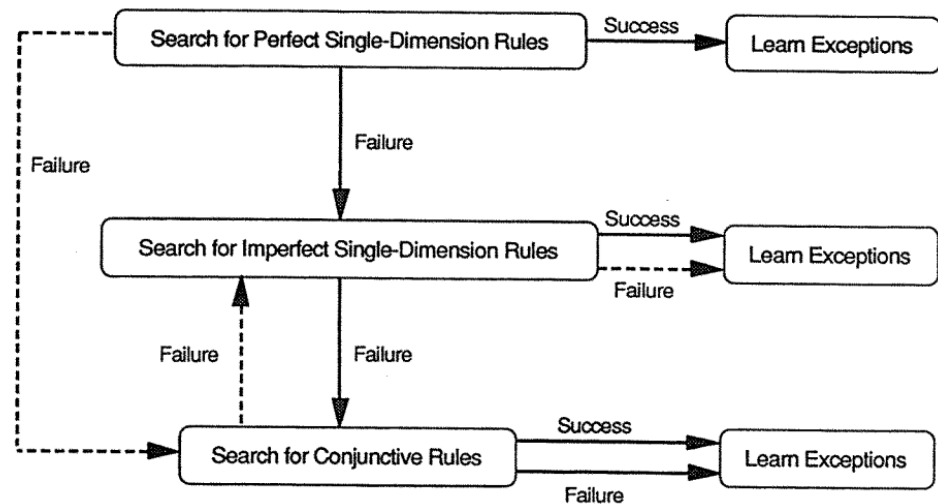 Search for Perfect Single-Dimension Rules
Success
Learn Exceptions
Failure
Failure
Search for Imperfect Single-Dimension Rules
Success
Learn Exceptions
Failure
Failure
Failure
Search for Conjunctive Rules
Success
Learn Exceptions
Failure